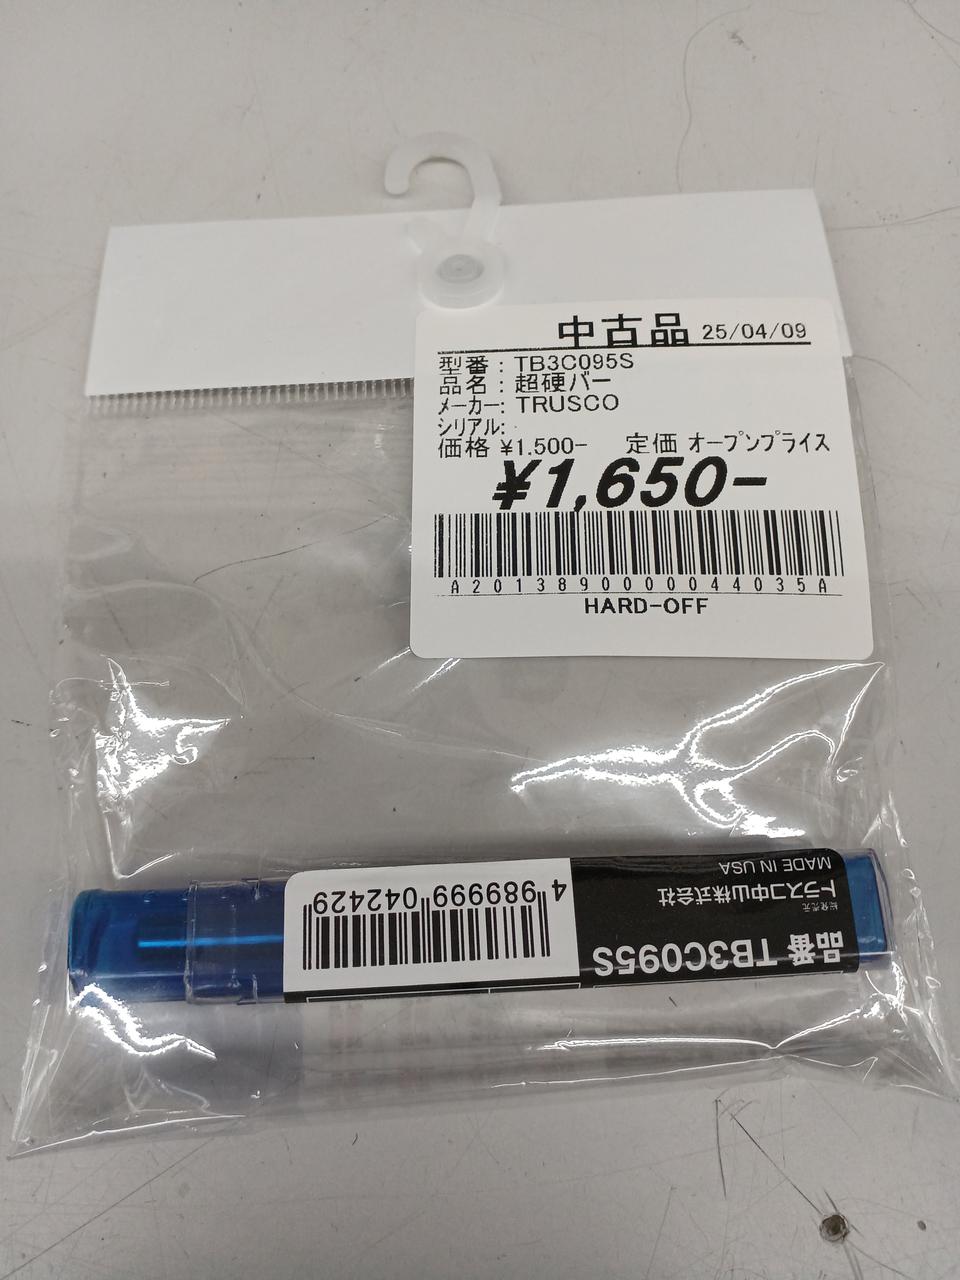 中古品 25/04/09
型番 : TB3C095S
品名 : 超硬バー
メーカー: TRUSCO
シリアル:
価格 ¥1.500- 定価 オープンプライス
¥1,650-
A2013890000044035A
HARD-OFF
品番 TB3C095S
総発売元
トラスコ中山株式会社
MADE IN USA
4 989999 042429